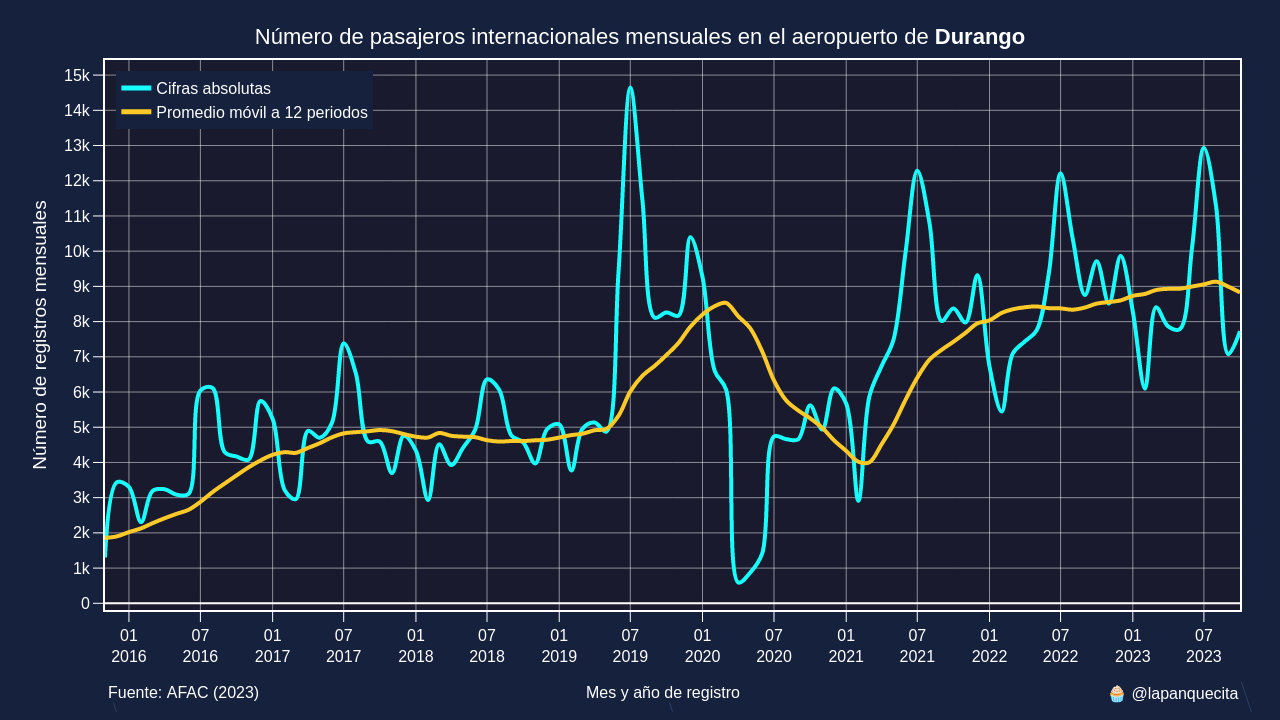 Número de pasajeros internacionales mensuales en el aeropuerto de Durango
Cifras absolutas
Promedio móvil a 12 periodos
Número de registros mensuales
15k
14k
13k
12k
11k
10k
9k
8k
7k
6k
5k
4k
3k
2k
1k
0
01 07 01 07 01 07 01 07 01 07 01 07 01 07 01 07
2016 2016 2017 2017 2018 2018 2019 2019 2020 2020 2021 2021 2022 2022 2023 2023
Fuente: AFAC (2023) Mes y año de registro 🧁 @lapanquecita